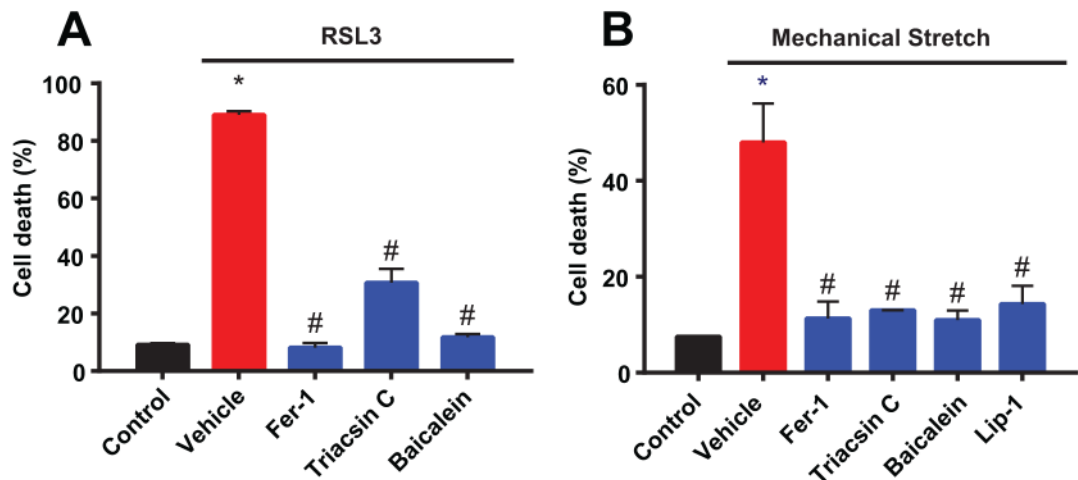 A
RSL3
Cell death (%)
100
80
60
40
20
0
*
#
#
#
Control
Vehicle
Fer-1
Triacsin C
Baicalein
B
Mechanical Stretch
Cell death (%)
60
40
20
0
*
#
#
#
#
Control
Vehicle
Fer-1
Triacsin C
Baicalein
Lip-1